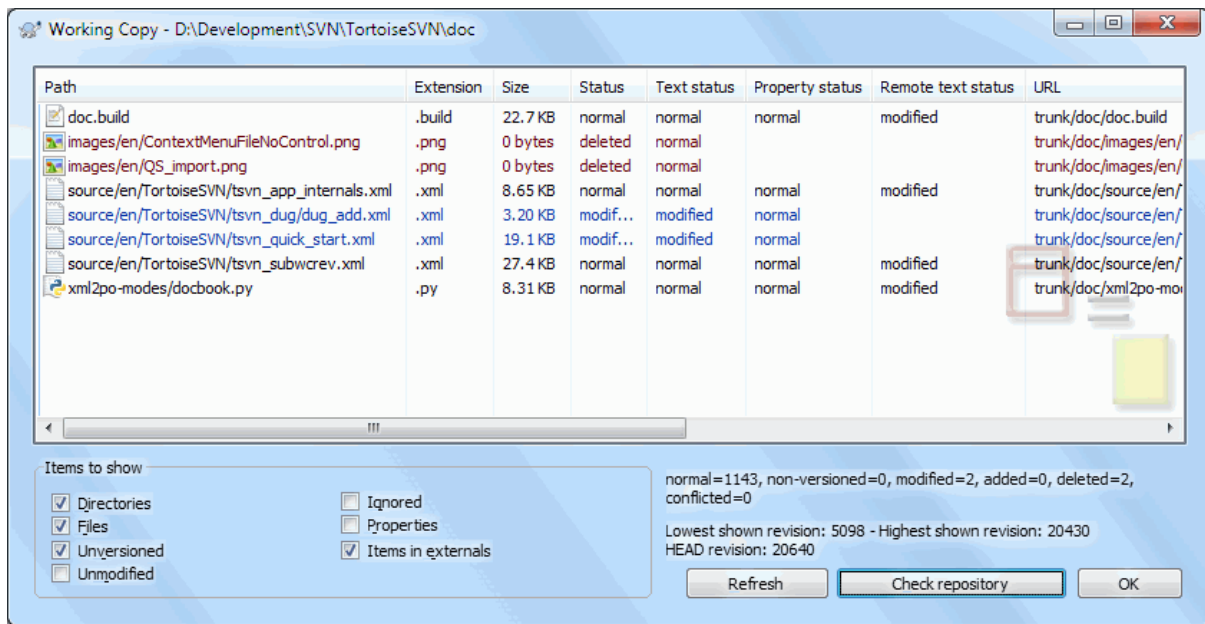 Working Copy - D:\Development\SVN\TortoiseSVN\doc
Path Extension Size Status Text status Property status Remote text status URL
doc.build .build 22.7 KB normal normal normal modified trunk/doc/doc.build
images/en/ContextMenuFileNoControl.png .png 0 bytes deleted normal trunk/doc/images/en/
images/en/QS_import.png .png 0 bytes deleted normal trunk/doc/images/en/
source/en/TortoiseSVN/tsvn_app_internals.xml .xml 8.65 KB normal normal normal modified trunk/doc/source/en/
source/en/TortoiseSVN/tsvn_dug/dug_add.xml .xml 3.20 KB modif... modified normal trunk/doc/source/en/
source/en/TortoiseSVN/tsvn_quick_start.xml .xml 19.1 KB modif... modified normal trunk/doc/source/en/
source/en/TortoiseSVN/tsvn_subwcrev.xml .xml 27.4 KB normal normal normal modified trunk/doc/source/en/
xml2po-modes/docbook.py .py 8.31 KB normal normal normal modified trunk/doc/xml2po-mo
Items to show
Directories Ignored
Files Properties
Unversioned Items in externals
Unmodified
normal=1143, non-versioned=0, modified=2, added=0, deleted=2,
conflicted=0
Lowest shown revision: 5098 - Highest shown revision: 20430
HEAD revision: 20640
Refresh Check repository OK